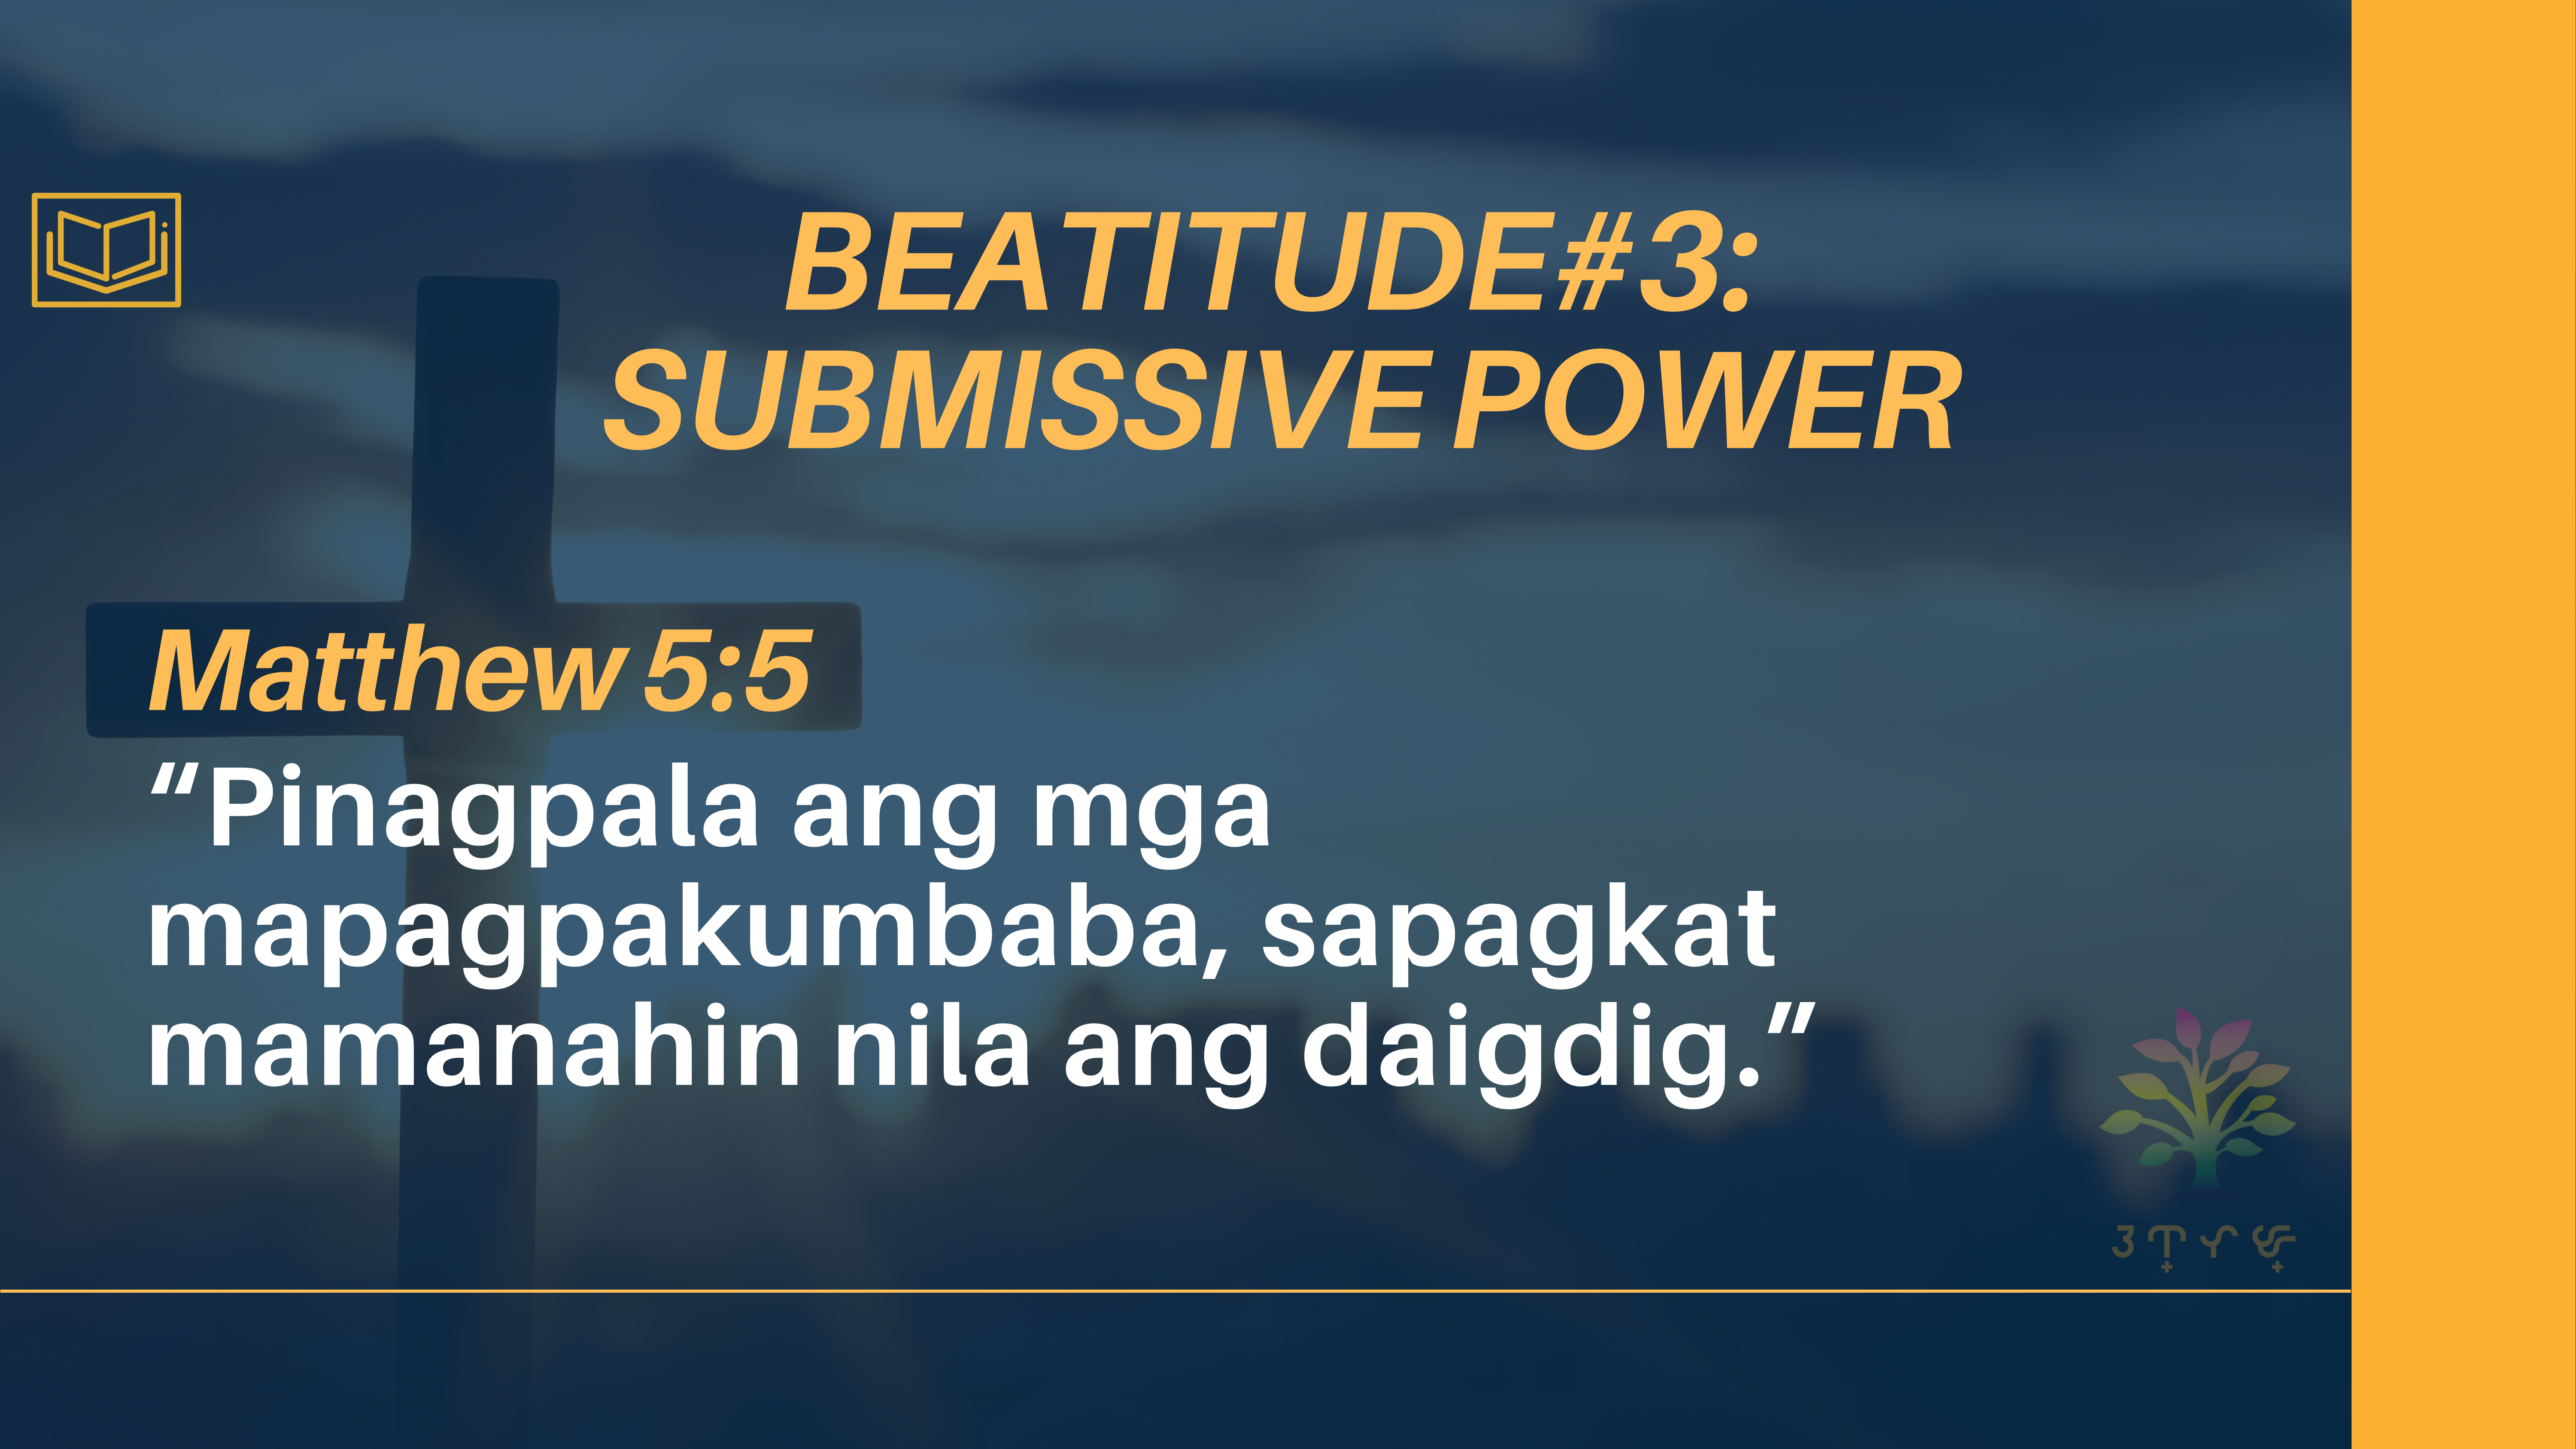 BEATITUDE#3:
SUBMISSIVE POWER
Matthew 5:5
“Pinagpala ang mga
mapagpakumbaba, sapagkat
mamanahin nila ang daigdig.”